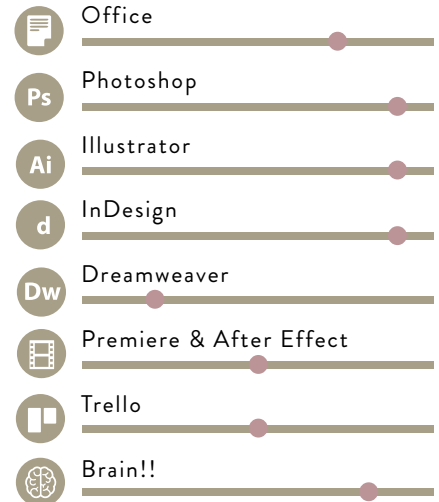 Office
Ps Photoshop
Ai Illustrator
d InDesign
Dw Dreamweaver
Premiere & After Effect
Trello
Brain!!